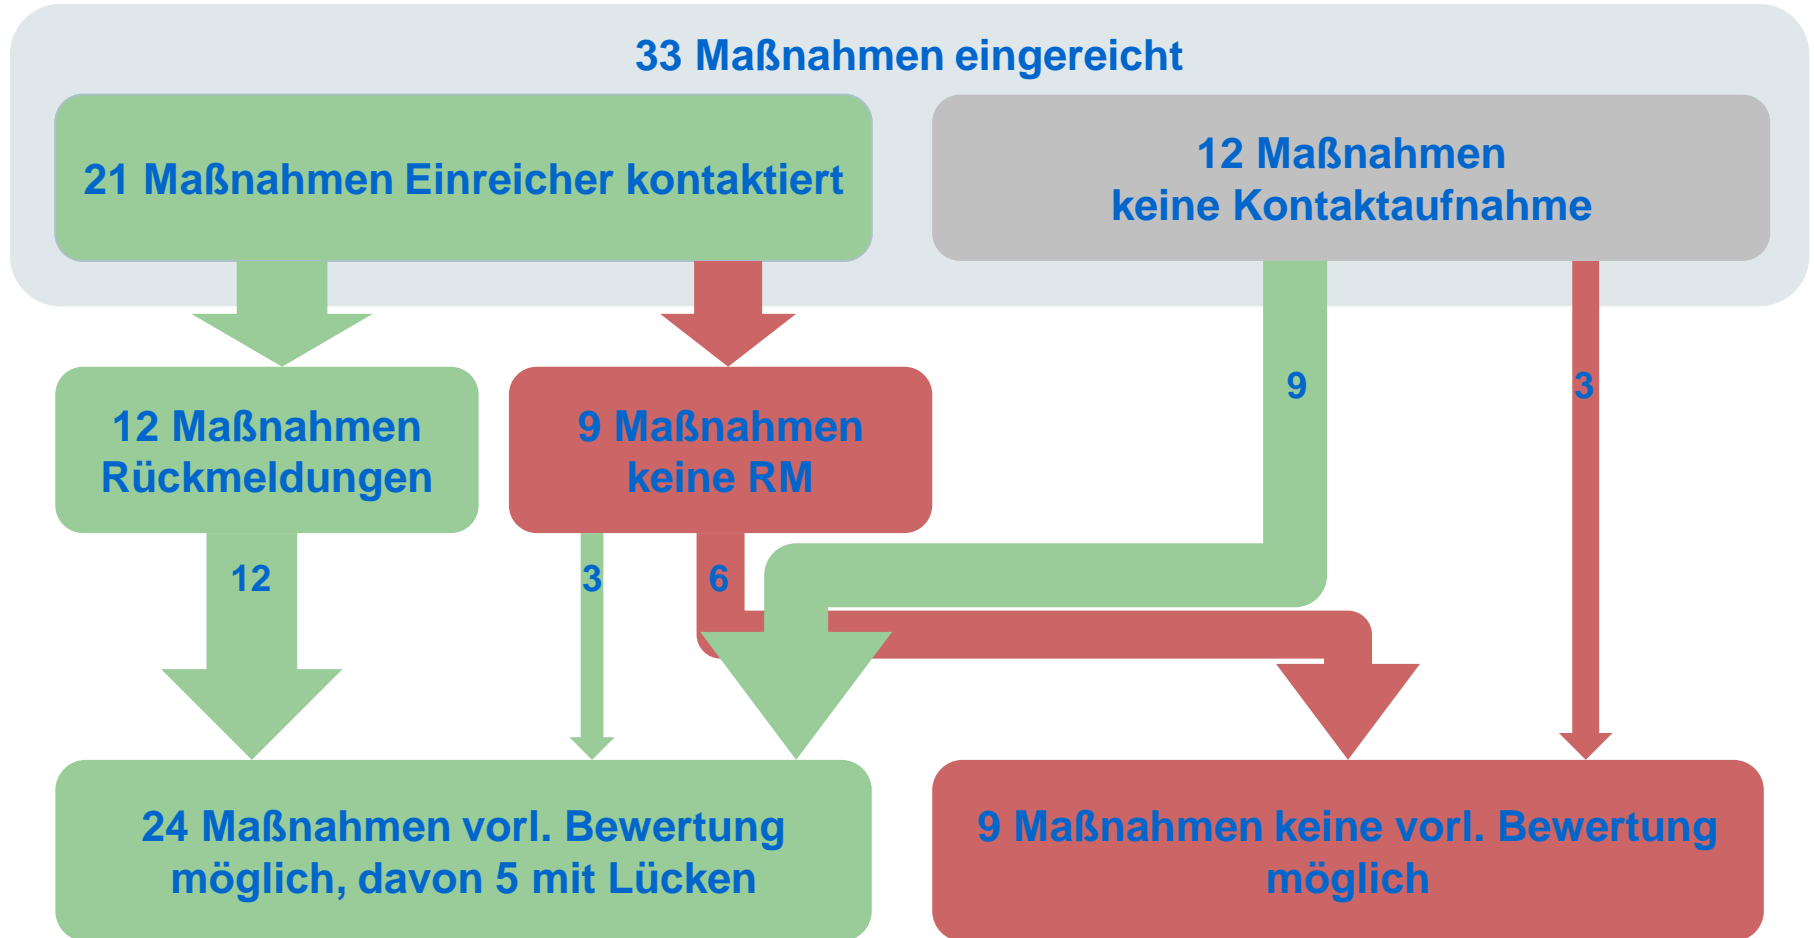 33 Maßnahmen eingereicht
21 Maßnahmen Einreicher kontaktiert
12 Maßnahmen
keine Kontaktaufnahme
9
3
12 Maßnahmen
Rückmeldungen
9 Maßnahmen
keine RM
12
3
6
24 Maßnahmen vorl. Bewertung
möglich, davon 5 mit Lücken
9 Maßnahmen keine vorl. Bewertung
möglich